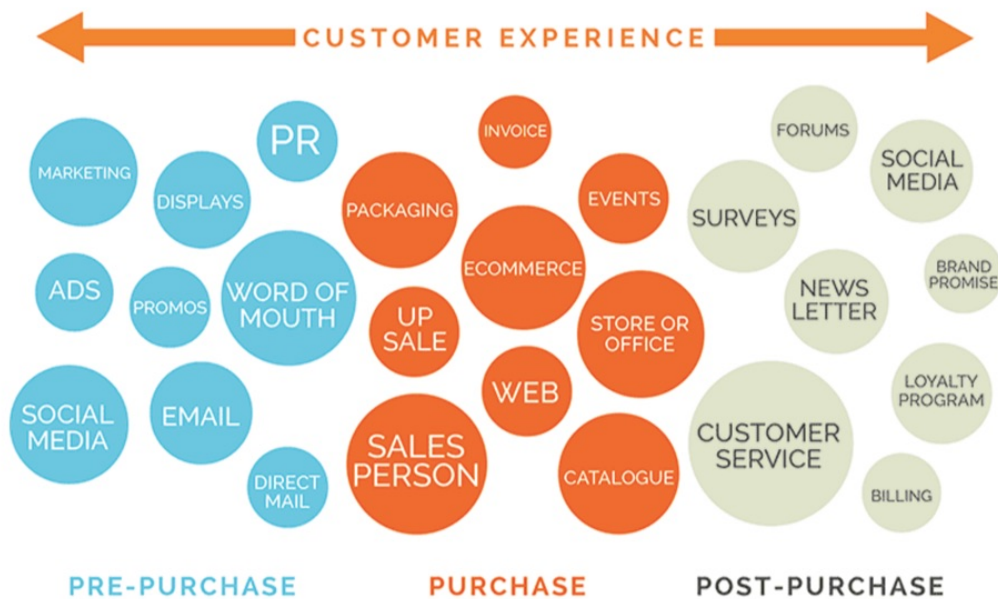 CUSTOMER EXPERIENCE
MARKETING
DISPLAYS
PR
ADS
PROMOS
WORD OF
MOUTH
SOCIAL
MEDIA
EMAIL
DIRECT
MAIL
PRE-PURCHASE
INVOICE
PACKAGING
EVENTS
ECOMMERCE
UP
SALE
STORE OR
OFFICE
WEB
SALES
PERSON
CATALOGUE
PURCHASE
FORUMS
SOCIAL
MEDIA
SURVEYS
NEWS
LETTER
BRAND
PROMISE
LOYALTY
PROGRAM
CUSTOMER
SERVICE
BILLING
POST-PURCHASE